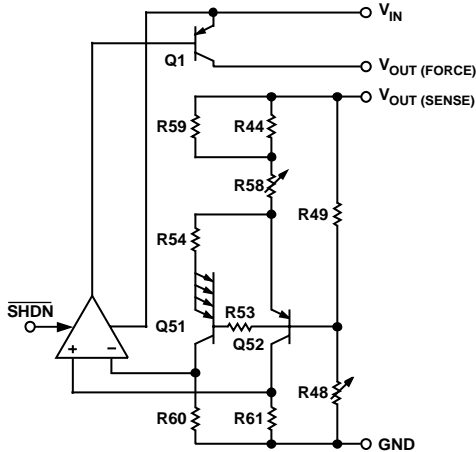 V_IN
Q1
V_OUT (FORCE)
V_OUT (SENSE)
R59
R44
R58
R49
R54
SHDN
Q51
R53
Q52
+
–
R48
R60
R61
GND